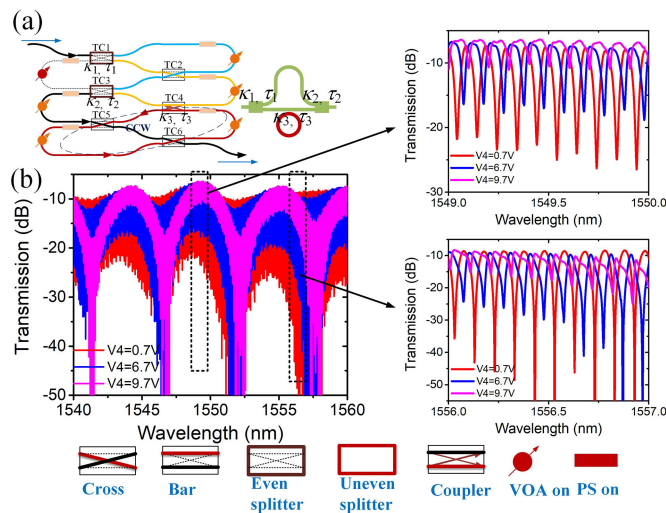 (a)
TC1
κ1, τ1
TC2
TC3
κ2, τ2
TC4
κ3, τ3
TC5
CCW
TC6
κ1, τ1
κ2, τ2
κ3, τ3
Transmission (dB)
-10
-20
-30
V4=0.7V
V4=6.7V
V4=9.7V
1549.0
1549.5
1550.0
Wavelength (nm)
(b)
Transmission (dB)
0
-10
-20
-30
-40
-50
V4=0.7V
V4=6.7V
V4=9.7V
1540
1545
1550
1555
1560
Wavelength (nm)
Transmission (dB)
0
-10
-20
-30
-40
-50
V4=0.7V
V4=6.7V
V4=9.7V
1556.0
1556.5
1557.0
Wavelength (nm)
Cross
Bar
Even splitter
Uneven splitter
Coupler
VOA on
PS on